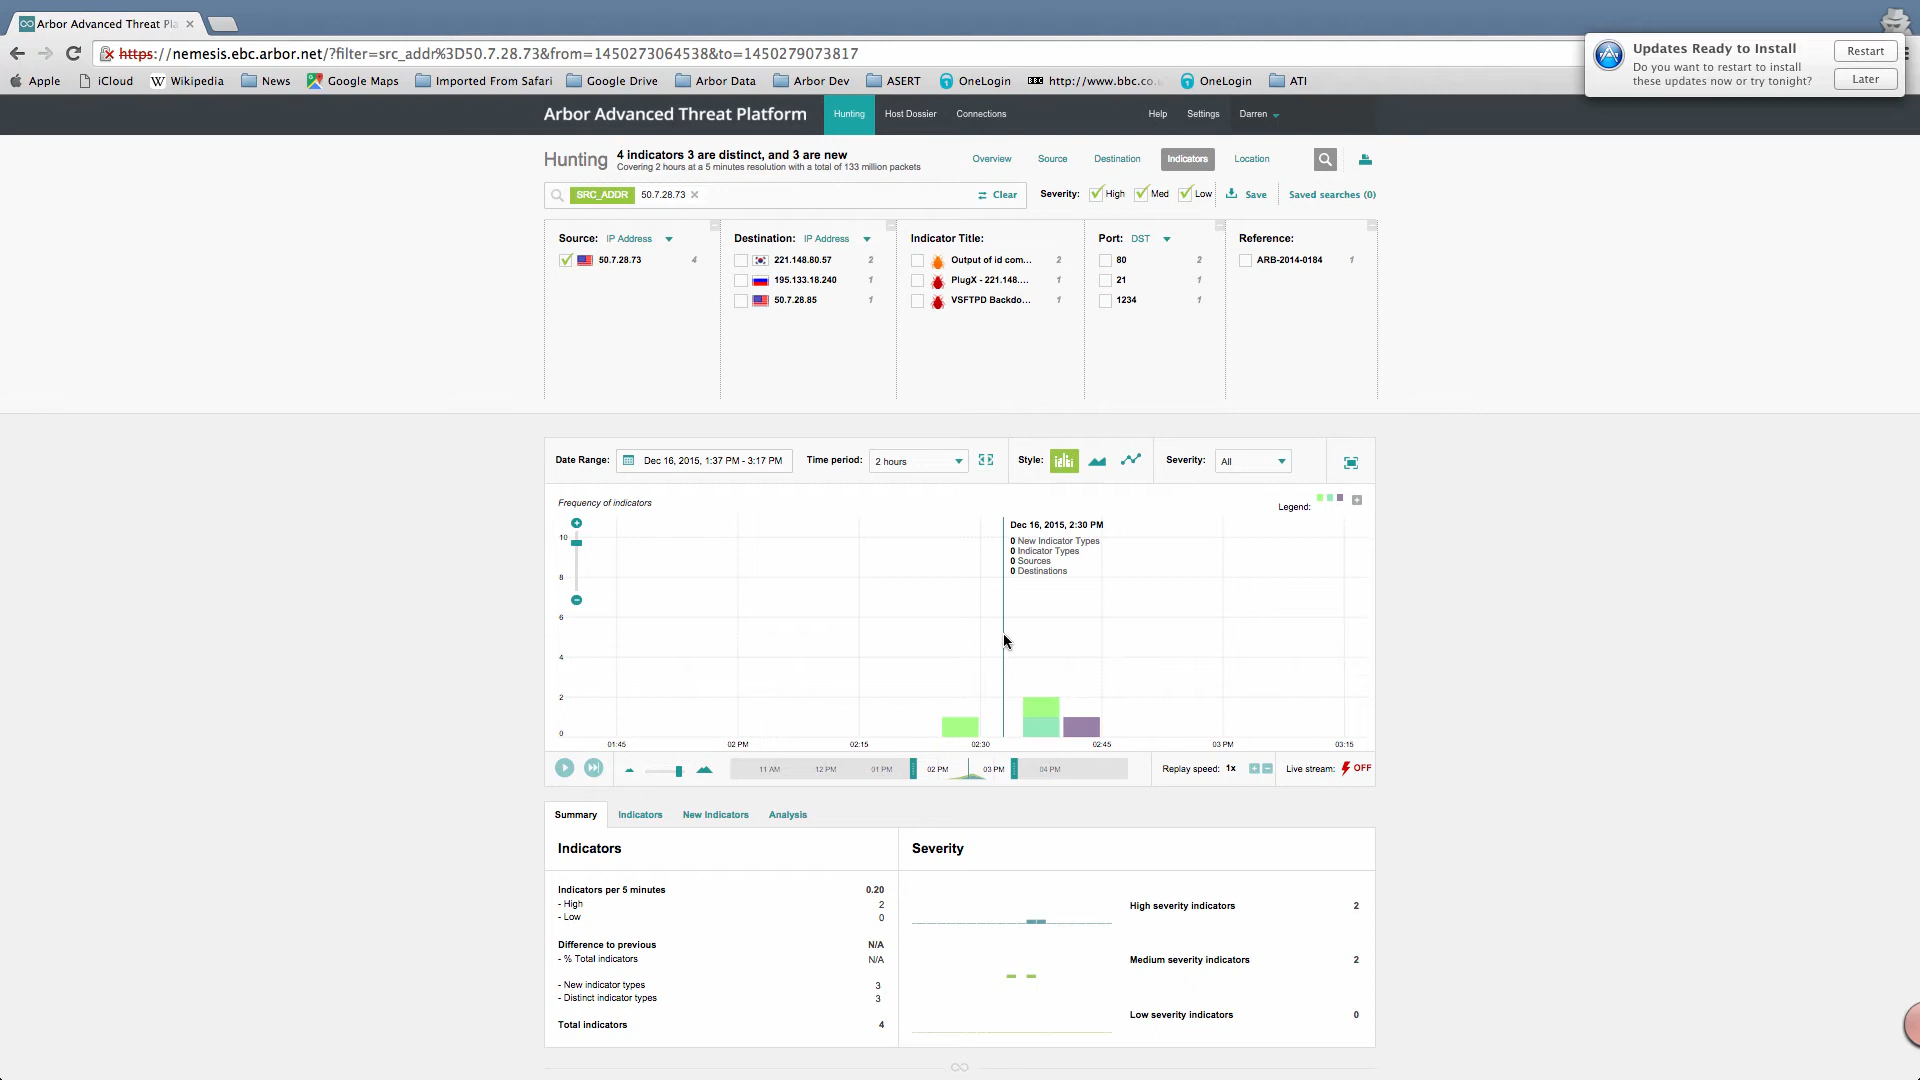 Arbor Advanced Threat Pla
https://nemesis.ebc.arbor.net/?filter=src_addr%3D50.7.28.73&from=1450273064538&to=1450279073817
Updates Ready to Install
Do you want to restart to install
these updates now or try tonight?
Restart
Later
Apple iCloud Wikipedia News Google Maps Imported From Safari Google Drive Arbor Data Arbor Dev ASERT OneLogin http://www.bbc.co.u OneLogin ATI
Arbor Advanced Threat Platform Hunting Host Dossier Connections Help Settings Darren
Hunting 4 indicators 3 are distinct, and 3 are new
Covering 2 hours at a 5 minutes resolution with a total of 133 million packets
Overview Source Destination Indicators Location
SRC_ADDR 50.7.28.73 Clear Severity: High Med Low Save Saved searches (0)
Source: IP Address
50.7.28.73 4
Destination: IP Address
221.148.80.57 2
195.133.18.240 1
50.7.28.85 1
Indicator Title:
Output of id com... 2
PlugX - 221.148.... 1
VSFTPD Backdo... 1
Port: DST
80 2
21 1
1234 1
Reference:
ARB-2014-0184 1
Date Range: Dec 16, 2015, 1:37 PM - 3:17 PM Time period: 2 hours Style: Severity: All
Frequency of indicators
Legend:
Dec 16, 2015, 2:30 PM
0 New Indicator Types
0 Indicator Types
0 Sources
0 Destinations
10
8
6
4
2
0
01:45 02 PM 02:15 02:30 02:45 03 PM 03:15
11 AM 12 PM 01 PM 02 PM 03 PM 04 PM Replay speed: 1x Live stream: OFF
Summary Indicators New Indicators Analysis
Indicators
Indicators per 5 minutes 0.20
- High 2
- Low 0
Difference to previous N/A
- % Total indicators N/A
- New indicator types 3
- Distinct indicator types 3
Total indicators 4
Severity
High severity indicators 2
Medium severity indicators 2
Low severity indicators 0